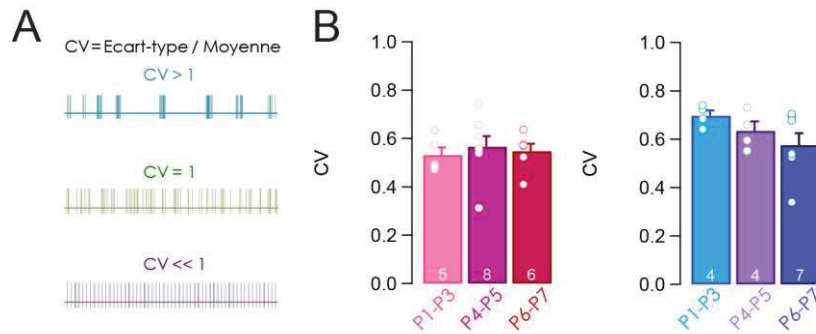 A
CV=Ecart-type / Moyenne
CV > 1
CV = 1
CV << 1
B
CV
1.0
0.8
0.6
0.4
0.2
0.0
5
8
6
P1-P3
P4-P5
P6-P7
CV
1.0
0.8
0.6
0.4
0.2
0.0
4
4
7
P1-P3
P4-P5
P6-P7